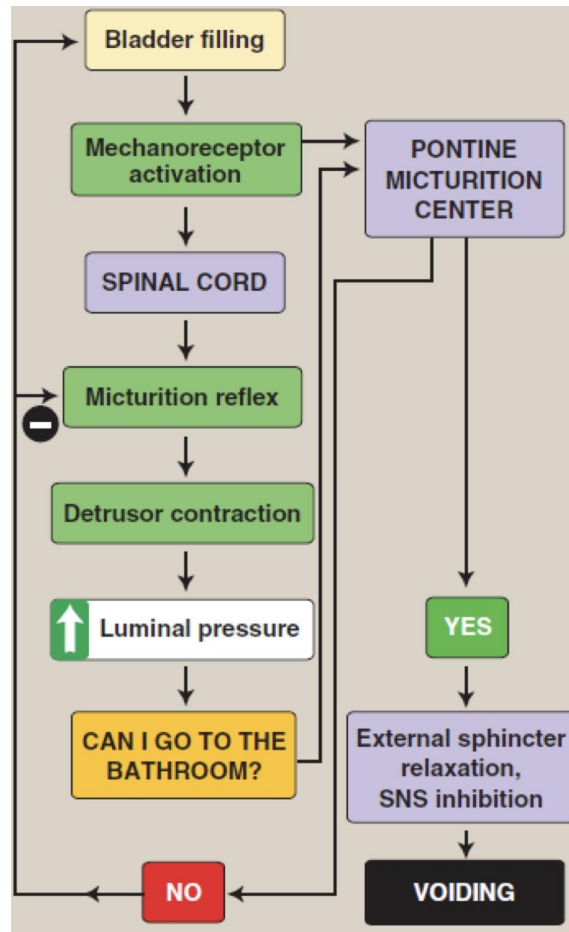 Bladder filling
Mechanoreceptor
activation
PONTINE
MICTURITION
CENTER
SPINAL CORD
Micturition reflex
Detrusor contraction
Luminal pressure
CAN I GO TO THE
BATHROOM?
YES
External sphincter
relaxation,
SNS inhibition
NO
VOIDING